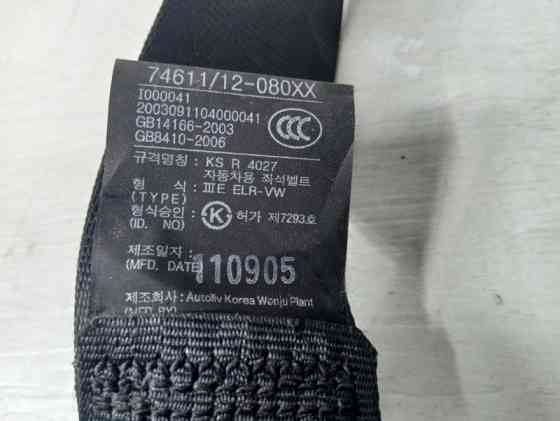 74611/12-080XX
I000041
2003091104000041
GB14166-2003
GB8410-2006
CCC
규격명칭 : KS R 4027
자동차용 좌석벨트
형 식 : ⅢE ELR-VW
(TYPE)
형식승인 : K 허가 제7293호
(ID. NO)
제조일자 :
(MFD. DATE) 110905
제조회사 : Autoliv Korea Wonju Plant
(MFD BY)